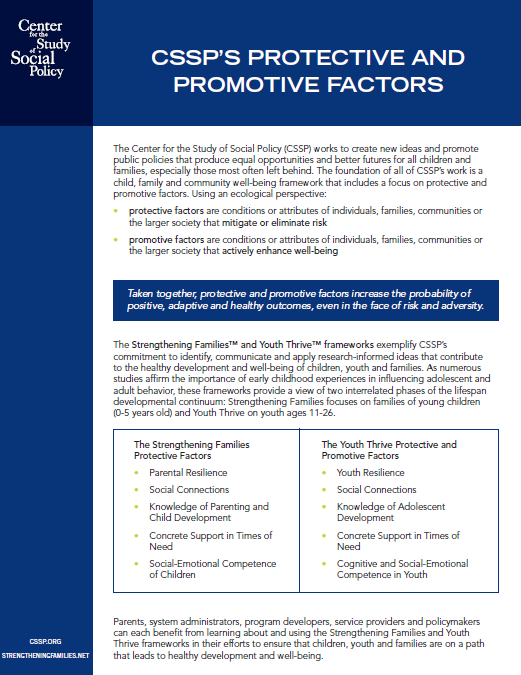 Center
for the
Study
of
Social
Policy
CSSP'S PROTECTIVE AND
PROMOTIVE FACTORS
The Center for the Study of Social Policy (CSSP) works to create new ideas and promote
public policies that produce equal opportunities and better futures for all children and
families, especially those most often left behind. The foundation of all of CSSP's work is a
child, family and community well-being framework that includes a focus on protective and
promotive factors. Using an ecological perspective:
• protective factors are conditions or attributes of individuals, families, communities or
the larger society that mitigate or eliminate risk
• promotive factors are conditions or attributes of individuals, families, communities or
the larger society that actively enhance well-being
Taken together, protective and promotive factors increase the probability of
positive, adaptive and healthy outcomes, even in the face of risk and adversity.
The Strengthening Families™ and Youth Thrive™ frameworks exemplify CSSP's
commitment to identify, communicate and apply research-informed ideas that contribute
to the healthy development and well-being of children, youth and families. As numerous
studies affirm the importance of early childhood experiences in influencing adolescent and
adult behavior, these frameworks provide a view of two interrelated phases of the lifespan
developmental continuum: Strengthening Families focuses on families of young children
(0-5 years old) and Youth Thrive on youth ages 11-26.
The Strengthening Families
Protective Factors
• Parental Resilience
• Social Connections
• Knowledge of Parenting and
Child Development
• Concrete Support in Times of
Need
• Social-Emotional Competence
of Children
The Youth Thrive Protective and
Promotive Factors
• Youth Resilience
• Social Connections
• Knowledge of Adolescent
Development
• Concrete Support in Times of
Need
• Cognitive and Social-Emotional
Competence in Youth
Parents, system administrators, program developers, service providers and policymakers
can each benefit from learning about and using the Strengthening Families and Youth
Thrive frameworks in their efforts to ensure that children, youth and families are on a path
that leads to healthy development and well-being.
CSSP.ORG
STRENGTHENINGFAMILIES.NET